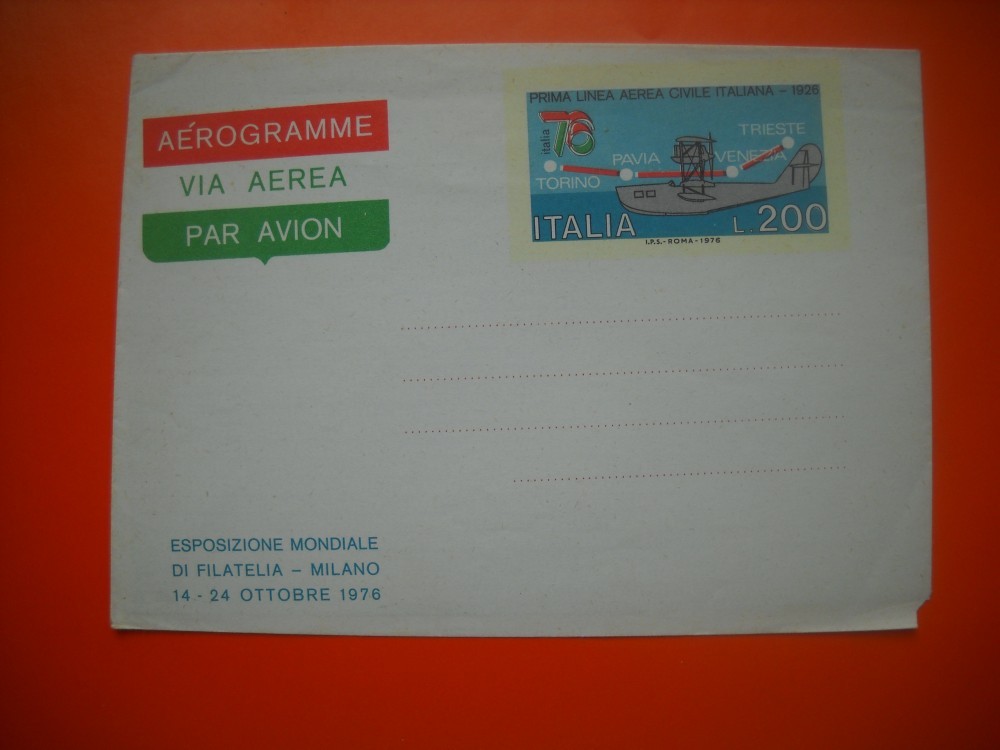 AÉROGRAMME
VIA AEREA
PAR AVION
PRIMA LINEA AEREA CIVILE ITALIANA - 1926
italia 76
TRIESTE
PAVIA
VENEZIA
TORINO
ITALIA
L.200
I.P.S.-ROMA-1976
ESPOSIZIONE MONDIALE
DI FILATELIA – MILANO
14 - 24 OTTOBRE 1976